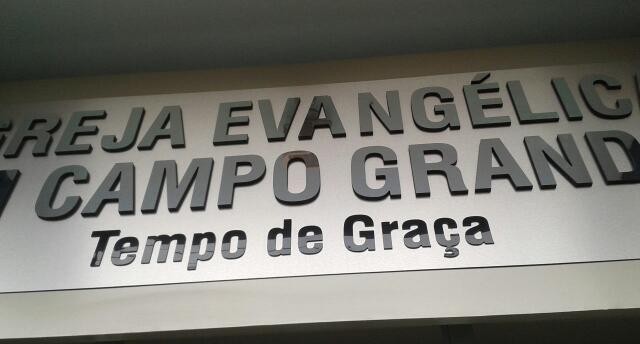 GREJA EVANGÉLIC
CAMPO GRAND
Tempo de Graça